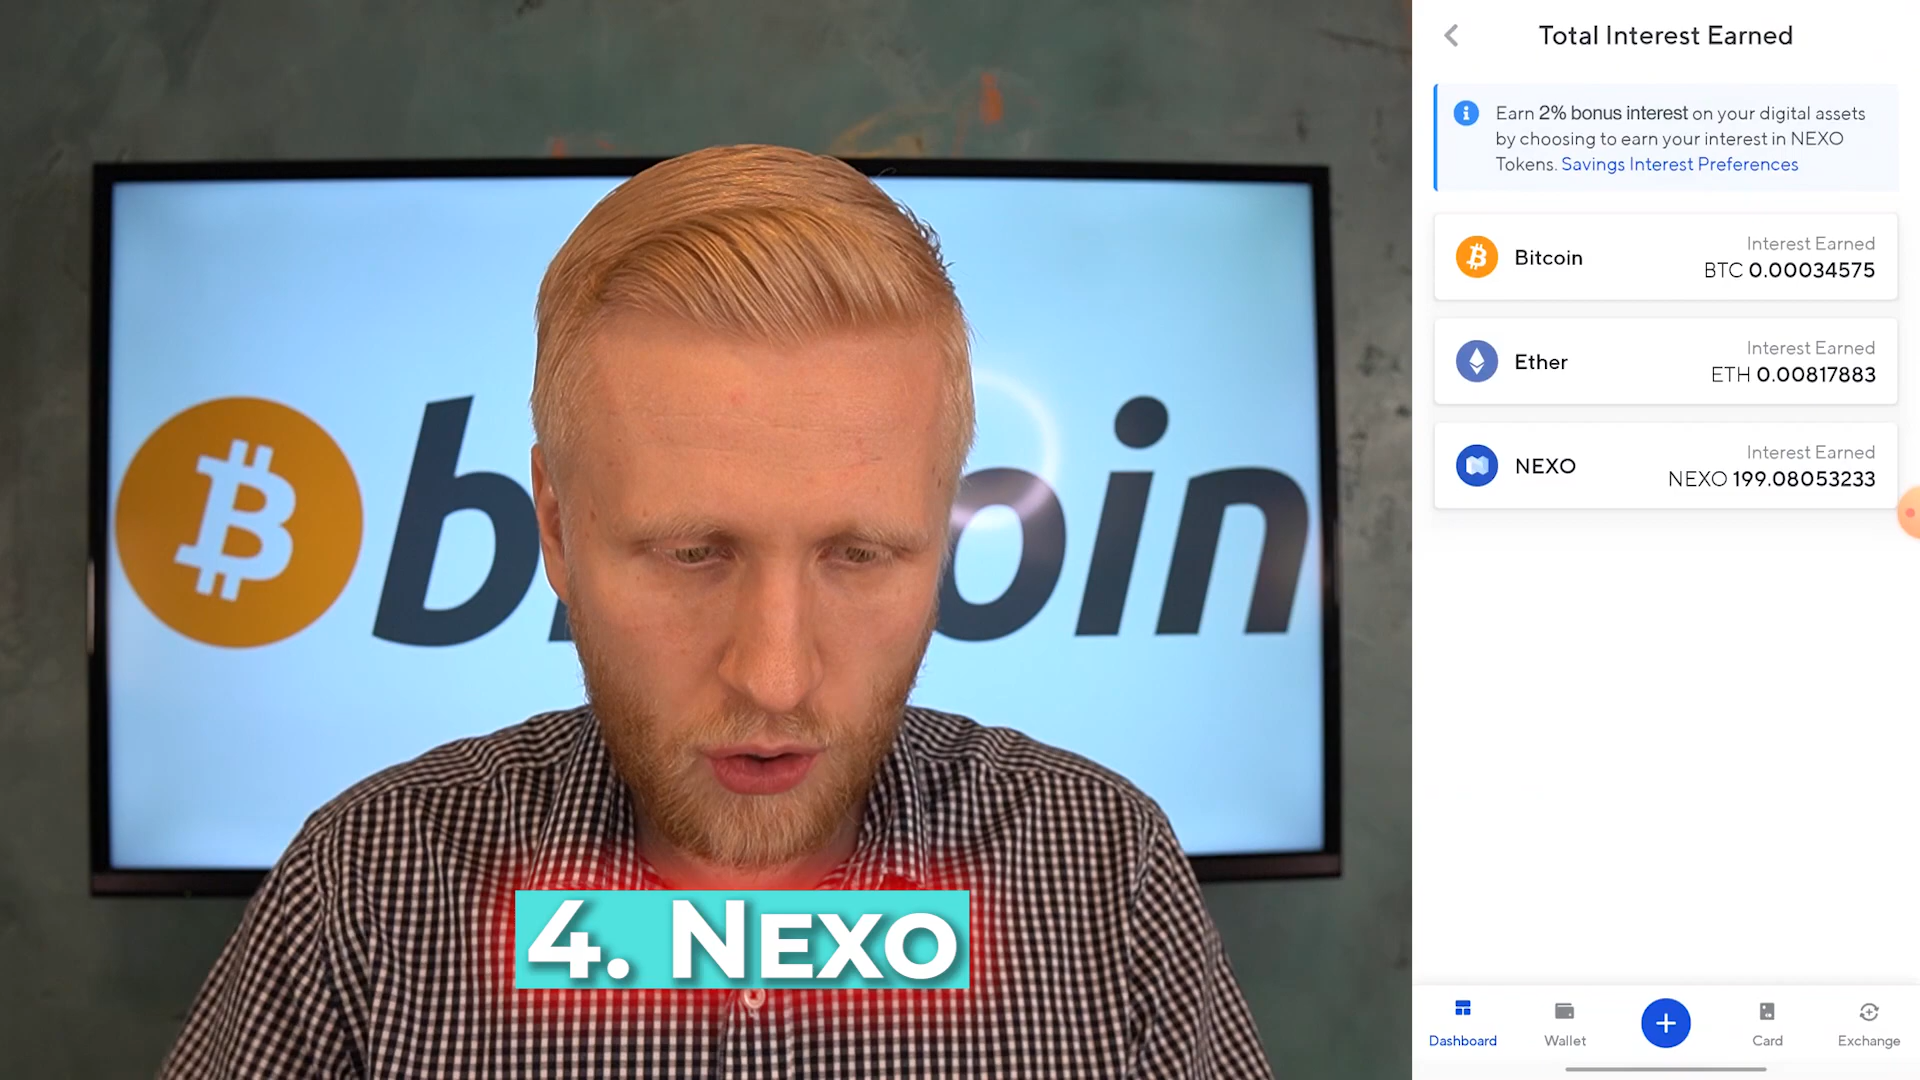 Total Interest Earned
Earn 2% bonus interest on your digital assets
by choosing to earn your interest in NEXO
Tokens. Savings Interest Preferences
Bitcoin
Interest Earned
BTC 0.00034575
Ether
Interest Earned
ETH 0.00817883
NEXO
Interest Earned
NEXO 199.08053233
4. NEXO
Dashboard
Wallet
Card
Exchange